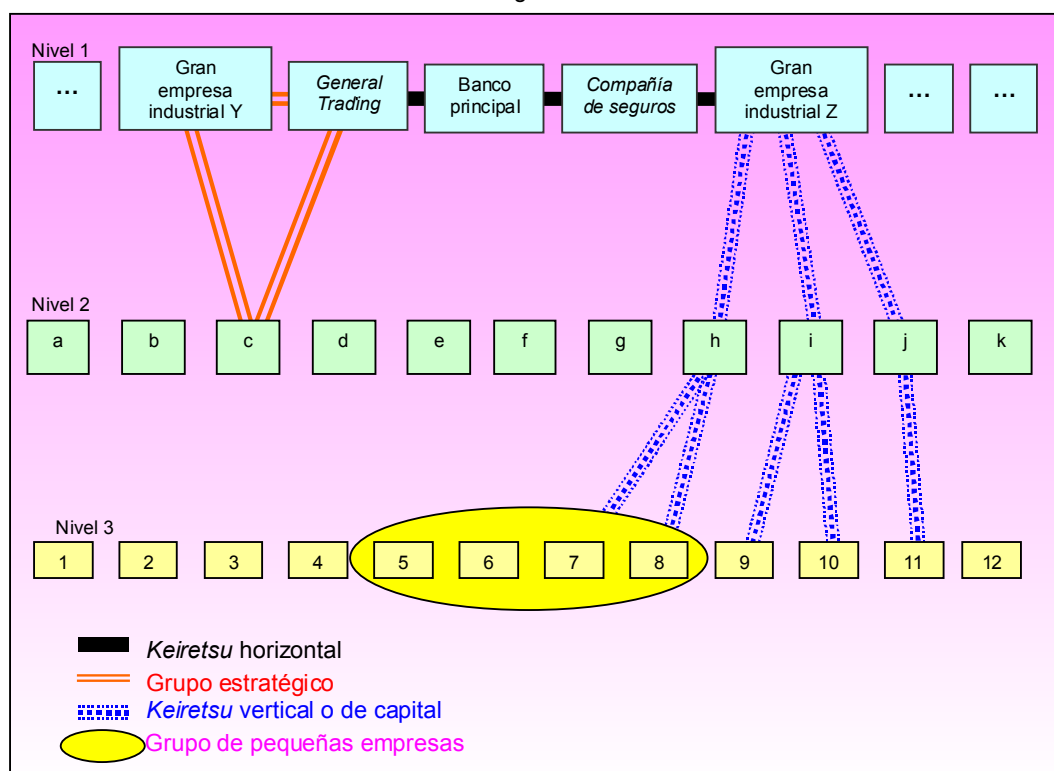 Nivel 1
...
Gran
empresa
industrial Y
General
Trading
Banco
principal
Compañía
de seguros
Gran
empresa
industrial Z
...
...
Nivel 2
a b c d e f g h i j k
Nivel 3
1 2 3 4 5 6 7 8 9 10 11 12
Keiretsu horizontal
Grupo estratégico
Keiretsu vertical o de capital
Grupo de pequeñas empresas